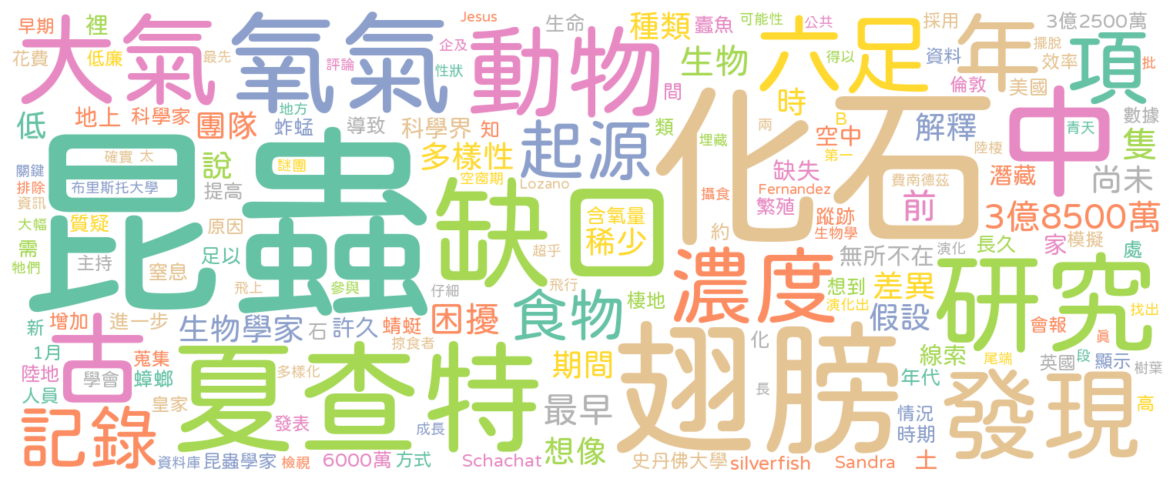 早期 裡 Jesus 生命 種類 蠹魚 可能性 公共 採用 3億2500萬
大氣 氧氣 動物 六足 年 項
花費 低廉 最先 評論 企及 性狀 生物 得以 資料 擺脫 效率 批
低 地上 科學家 團隊 地方 蚱蜢 導致 科學界 知 間 時 倫敦 美國 中 數據
昆蟲 起源 類 埋藏 兩 B 空中 第一 解釋 陸棲 青天 隻
關鍵 確實 太 說 謎團 多樣性 化石 缺失 潛藏 尚未
排除 布里斯托大學 提高 空窗期 Lozano 攝食 Fernandez 費南德茲
資訊 缺口 含氧量 繁殖 蹤跡 前 3億8500萬
大幅 質疑 原因 稀少 約 生物學
需 足以 超乎 濃度 無所不在 演化 長久 家 模擬 處
牠們 主持 窒息 飛上 參與 仔細 飛行 想到 差異 研究
新 增加 進一步 食物 棲地 演化出 假設 找出
1月 生物學家 石 許久 蜻蜓 困擾 化 會報 眞
古 蒐集 掠食者 翅膀 線索 尾端 英國 段 顯示 樹葉
陸地 學會 蟑螂 夏查特 多樣化 期間 長 年代 發現
人員 皇家 最早 高
記錄 發表 成長 情況
想像 時期
資料庫 昆蟲學家 檢視 6000萬 方式 Schachat 史丹佛大學 silverfish Sandra 土